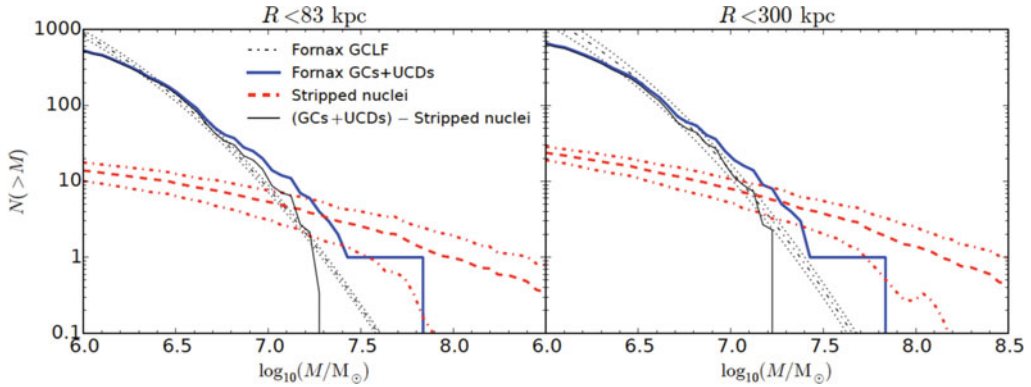 R < 83 kpc
R < 300 kpc
1000
100
10
1
0.1
N(> M)
Fornax GCLF
Fornax GCs+UCDs
Stripped nuclei
(GCs+UCDs) − Stripped nuclei
6.0 6.5 7.0 7.5 8.0 6.0 6.5 7.0 7.5 8.0 8.5
log₁₀(M/M☉)
log₁₀(M/M☉)